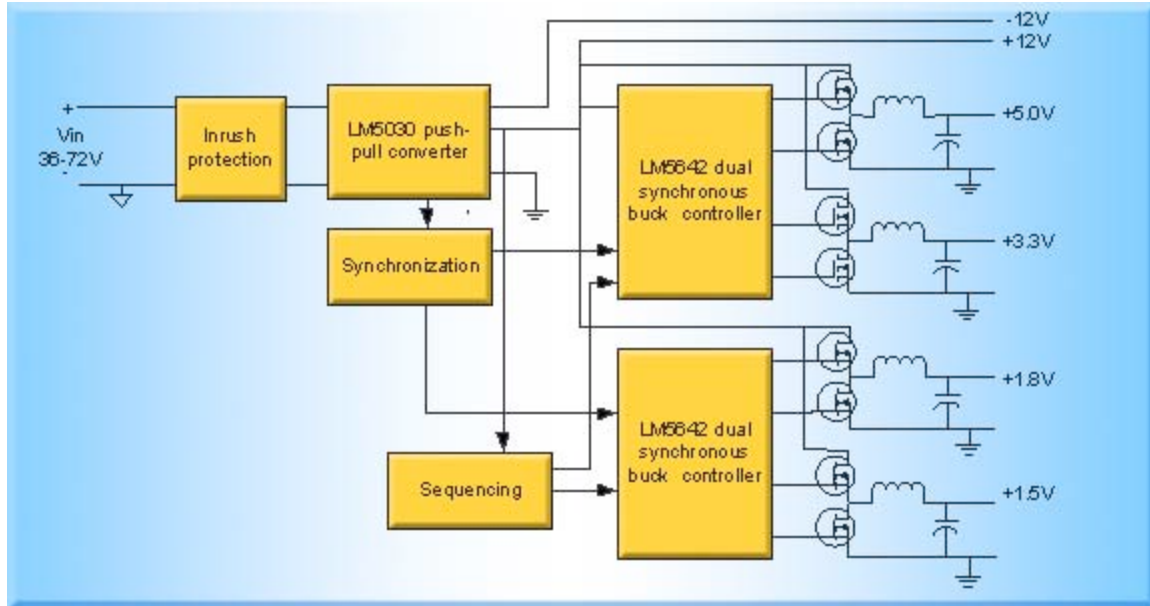 -12V
+12V
+
Vin
36-72V
-
Inrush
protection
LM5030 push-
pull converter
LM5642 dual
synchronous
buck controller
+5.0V
+3.3V
Synchronization
+1.8V
LM5642 dual
synchronous
buck controller
Sequencing
+1.5V